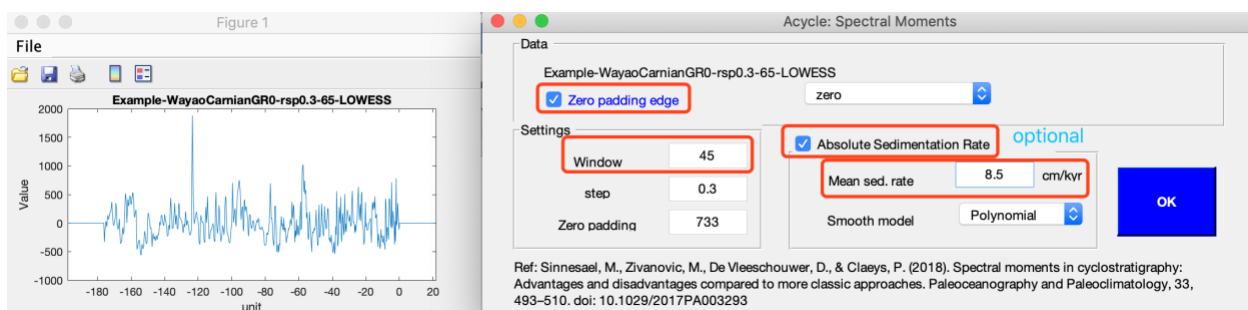 Figure 1
File
Example-WayaoCarnianGR0-rsp0.3-65-LOWESS
2000
1500
1000
500
0
-500
-1000
Value
-180 -160 -140 -120 -100 -80 -60 -40 -20 0 20
unit
Acycle: Spectral Moments
Data
Example-WayaoCarnianGR0-rsp0.3-65-LOWESS
Zero padding edge
zero
Settings
Window 45
step 0.3
Zero padding 733
Absolute Sedimentation Rate optional
Mean sed. rate 8.5 cm/kyr
Smooth model Polynomial
OK
Ref: Sinnesael, M., Zivanovic, M., De Vleeschouwer, D., & Claeys, P. (2018). Spectral moments in cyclostratigraphy:
Advantages and disadvantages compared to more classic approaches. Paleoceanography and Paleoclimatology, 33,
493–510. doi: 10.1029/2017PA003293